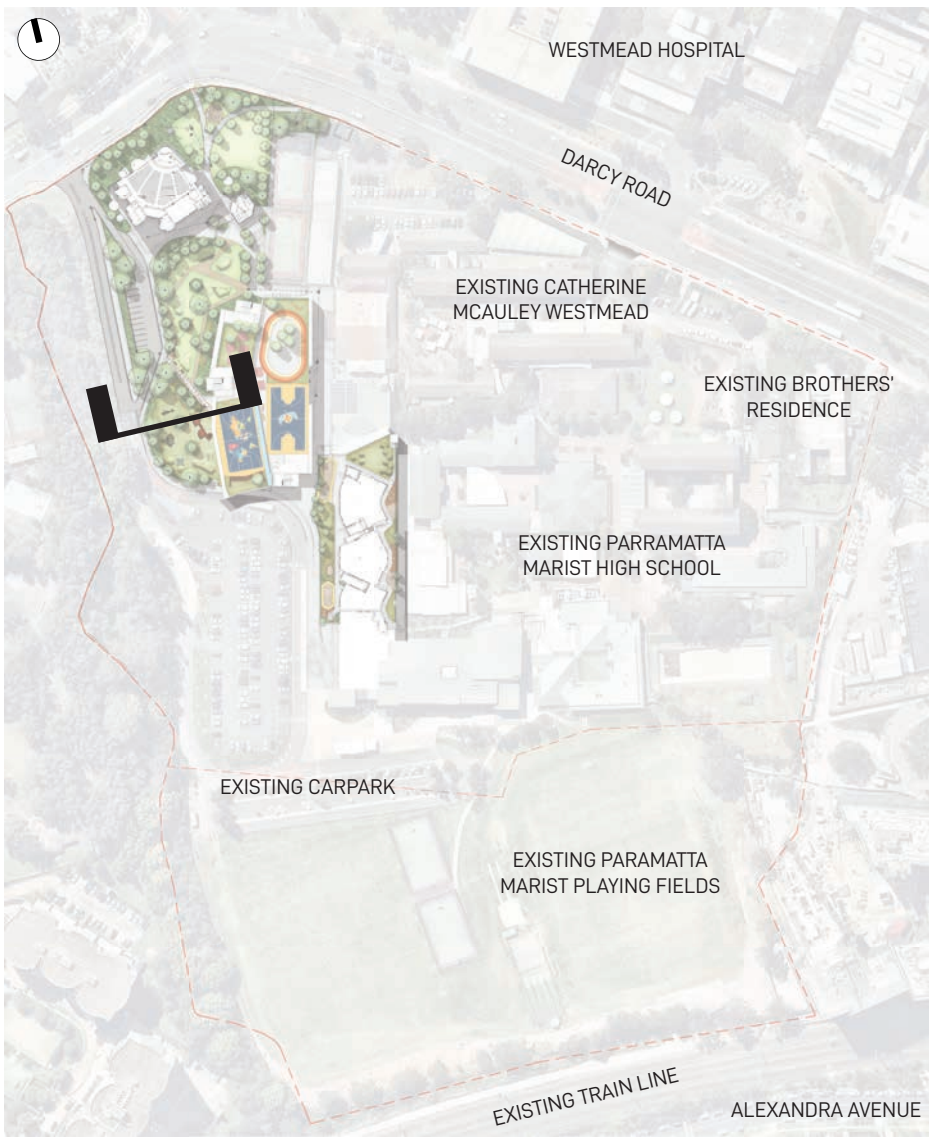 WESTMEAD HOSPITAL
DARCY ROAD
EXISTING CATHERINE
MCAULEY WESTMEAD
EXISTING BROTHERS'
RESIDENCE
EXISTING PARRAMATTA
MARIST HIGH SCHOOL
EXISTING CARPARK
EXISTING PARAMATTA
MARIST PLAYING FIELDS
EXISTING TRAIN LINE
ALEXANDRA AVENUE